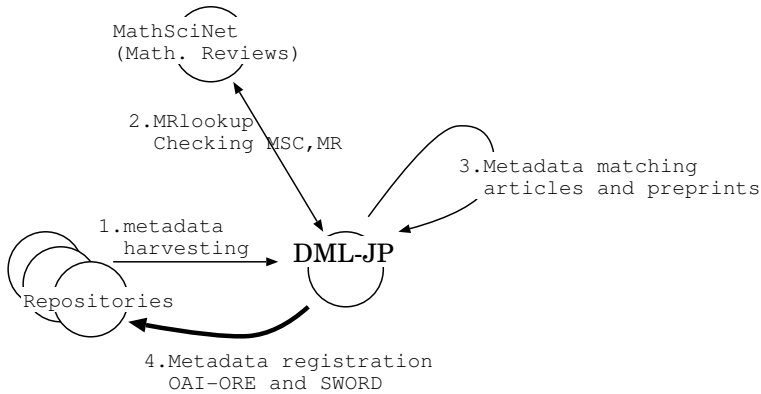 MathSciNet
(Math. Reviews)
2.MRlookup
Checking MSC,MR
3.Metadata matching
articles and preprints
1.metadata
harvesting
DML-JP
Repositories
4.Metadata registration
OAI-ORE and SWORD